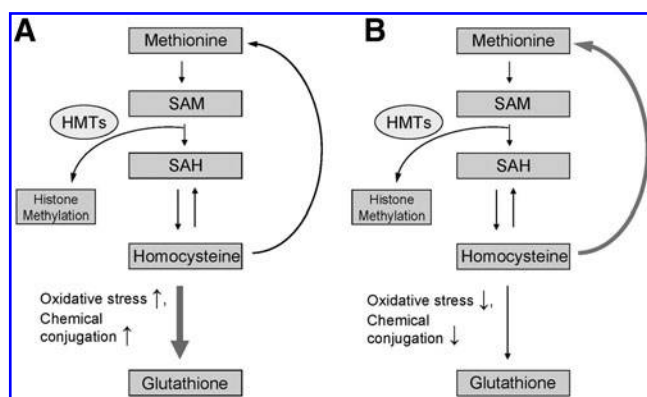 A
Methionine
SAM
HMTs
SAH
Histone
Methylation
Homocysteine
Oxidative stress ↑,
Chemical
conjugation ↑
Glutathione
B
Methionine
SAM
HMTs
SAH
Histone
Methylation
Homocysteine
Oxidative stress ↓,
Chemical
conjugation ↓
Glutathione